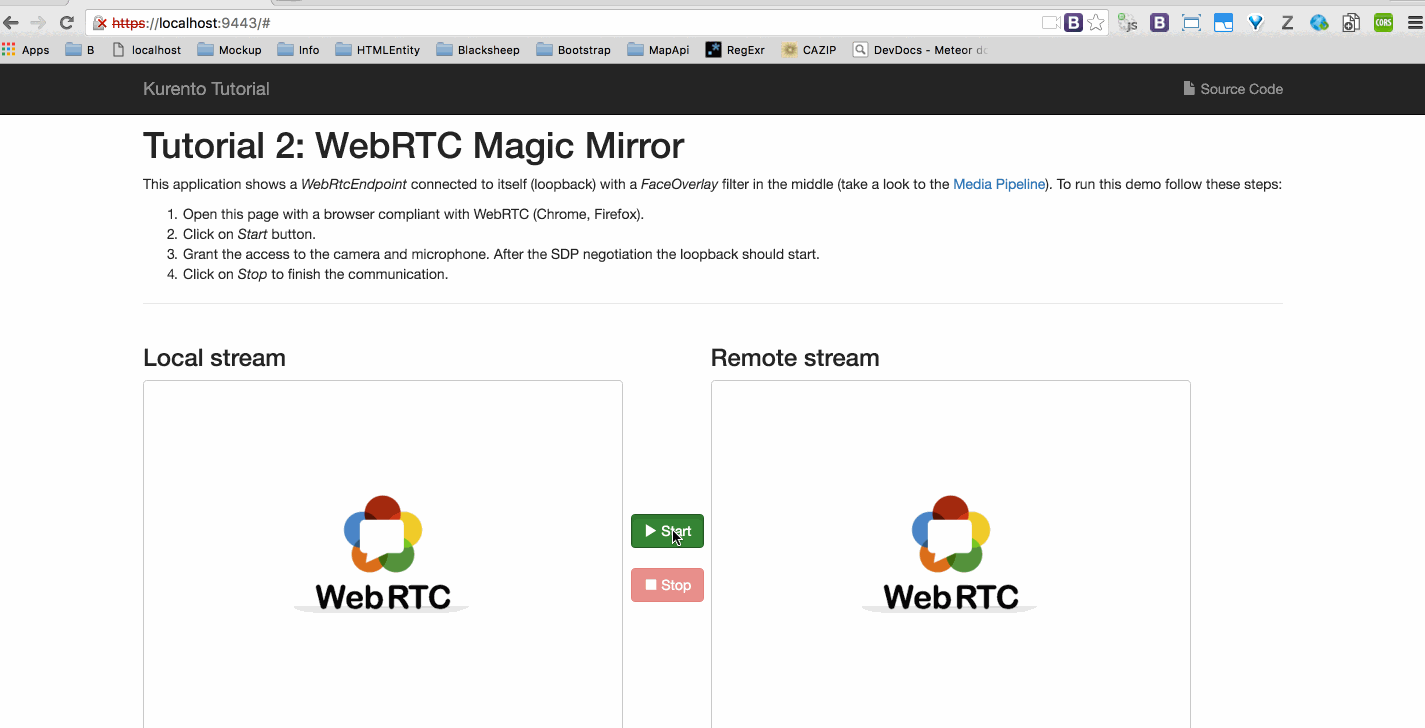 https://localhost:9443/#
Apps B localhost Mockup Info HTMLEntity Blacksheep Bootstrap MapApi RegExr CAZIP DevDocs - Meteor
Kurento Tutorial Source Code
Tutorial 2: WebRTC Magic Mirror
This application shows a WebRtcEndpoint connected to itself (loopback) with a FaceOverlay filter in the middle (take a look to the Media Pipeline). To run this demo follow these steps:
1. Open this page with a browser compliant with WebRTC (Chrome, Firefox).
2. Click on Start button.
3. Grant the access to the camera and microphone. After the SDP negotiation the loopback should start.
4. Click on Stop to finish the communication.
Local stream
Remote stream
WebRTC
Start
Stop
WebRTC